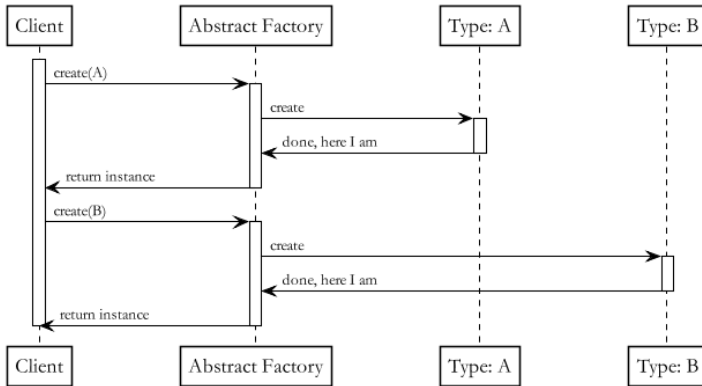 Client
Abstract Factory
Type: A
Type: B
create(A)
create
done, here I am
return instance
create(B)
create
done, here I am
return instance
Client
Abstract Factory
Type: A
Type: B